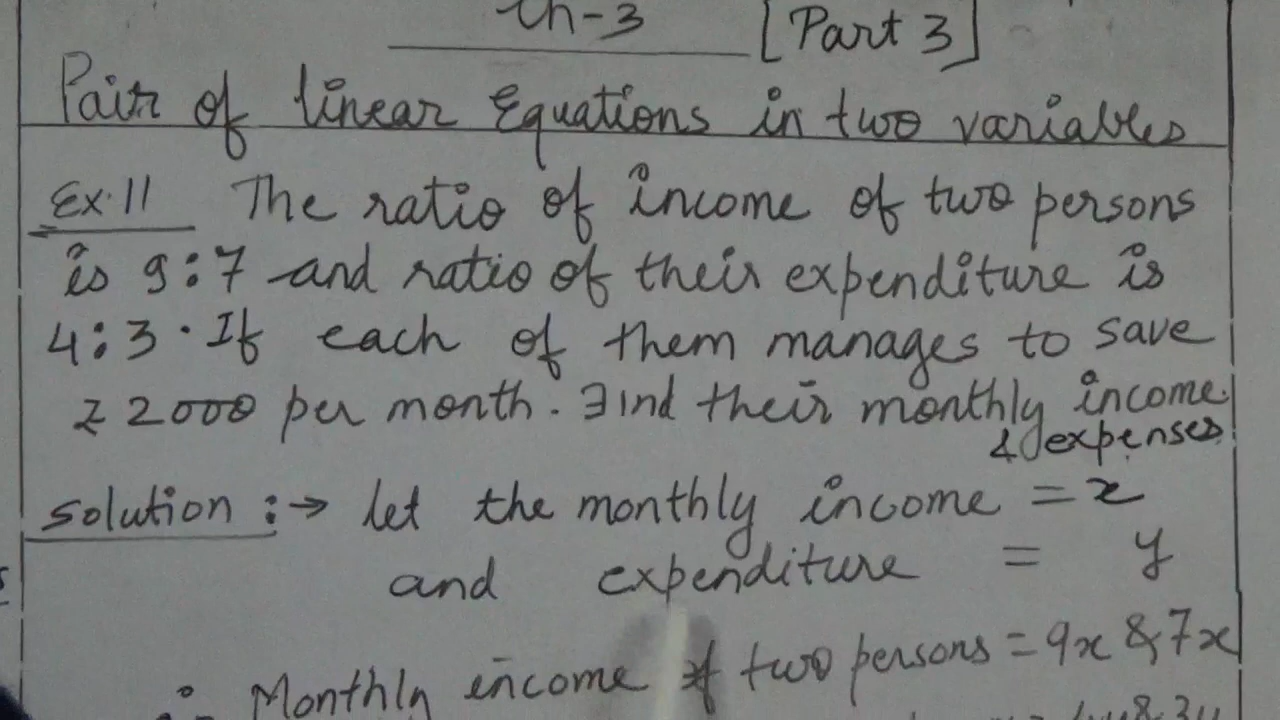 Ch-3 [Part 3]
Pair of linear Equations in two variables
Ex.11 The ratio of income of two persons
is 9:7 and ratio of their expenditure is
4:3. If each of them manages to save
₹ 2000 per month. Find their monthly income
& expenses
Solution :→ let the monthly income = x
and expenditure = y
∴ Monthly income of two persons = 9x & 7x
4y & 3y